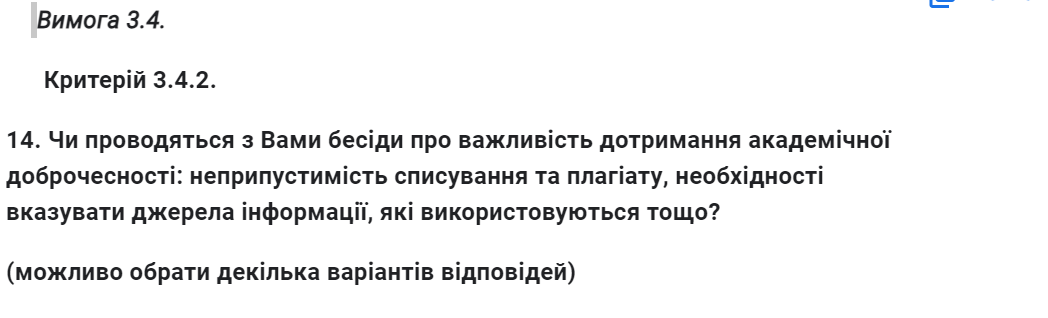 Вимога 3.4.
Критерій 3.4.2.
14. Чи проводяться з Вами бесіди про важливість дотримання академічної
доброчесності: неприпустимість списування та плагіату, необхідності
вказувати джерела інформації, які використовуються тощо?
(можливо обрати декілька варіантів відповідей)